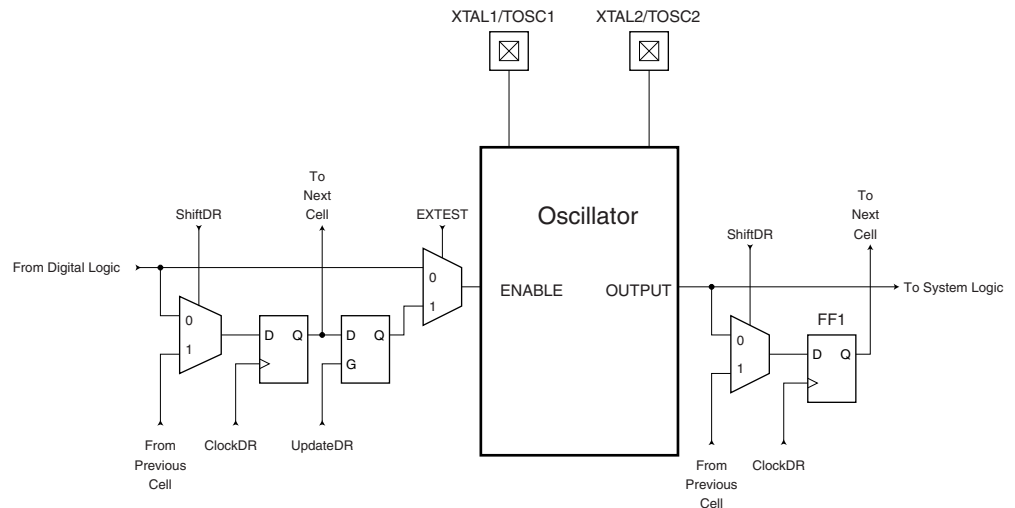 XTAL1/TOSC1
XTAL2/TOSC2
To
Next
Cell
ShiftDR
EXTEST
Oscillator
To
Next
Cell
ShiftDR
From Digital Logic
0
1
ENABLE
OUTPUT
To System Logic
0
1
D Q
D Q
G
FF1
0
1
D Q
From
Previous
Cell
ClockDR
UpdateDR
From
Previous
Cell
ClockDR